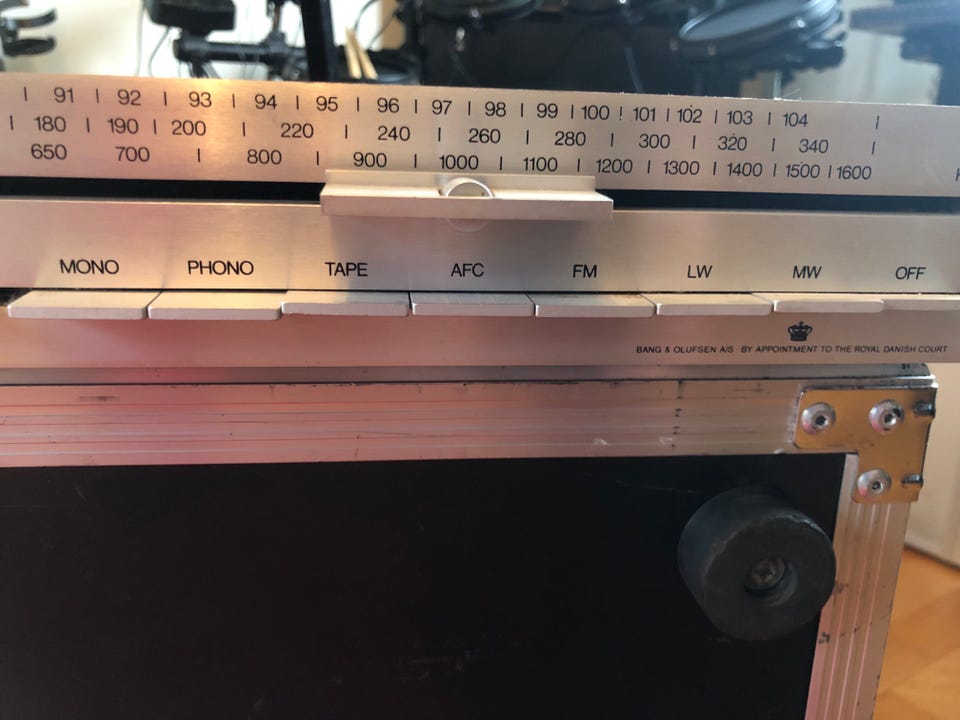 91 92 93 94 95 96 97 98 99 100 101 102 103 104
180 190 200 220 240 260 280 300 320 340
650 700 800 900 1000 1100 1200 1300 1400 1500 1600
MONO PHONO TAPE AFC FM LW MW OFF
BANG & OLUFSEN A/S · BY APPOINTMENT TO THE ROYAL DANISH COURT